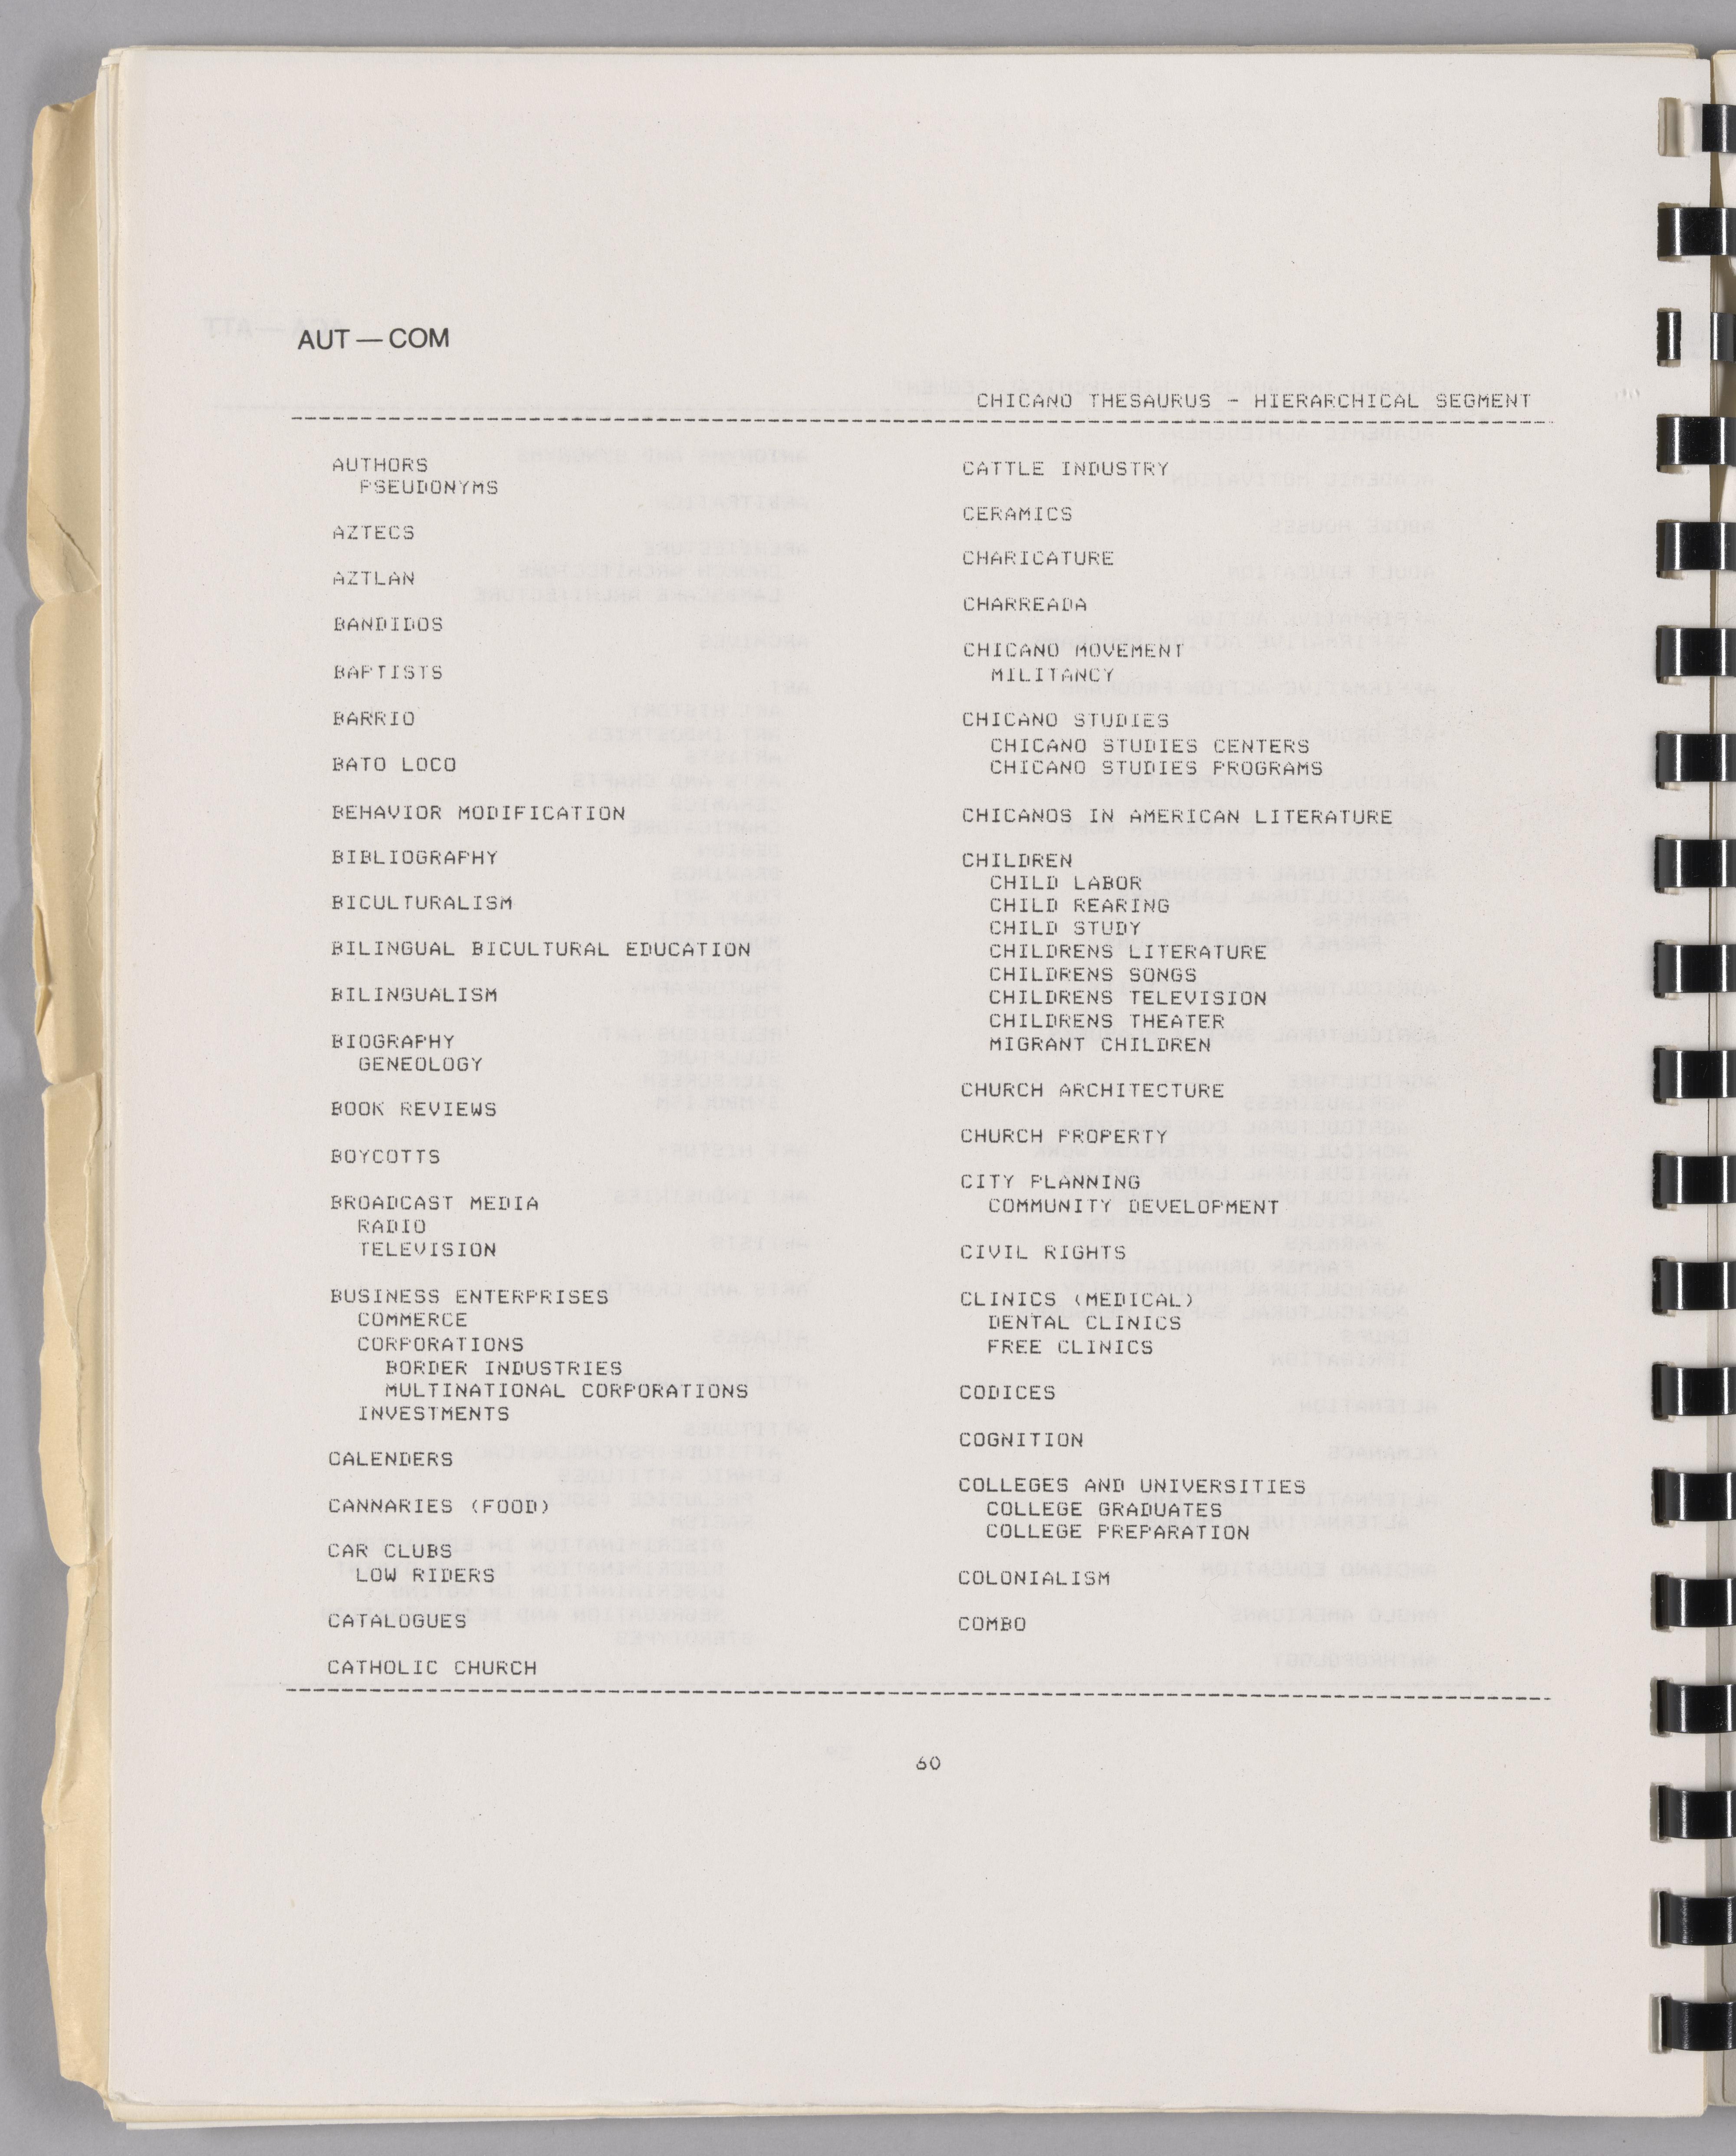 AUT — COM
CHICANO THESAURUS - HIERARCHICAL SEGMENT
AUTHORS
PSEUDONYMS
AZTECS
AZTLAN
BANDIDOS
BAPTISTS
BARRIO
BATO LOCO
BEHAVIOR MODIFICATION
BIBLIOGRAPHY
BICULTURALISM
BILINGUAL BICULTURAL EDUCATION
BILINGUALISM
BIOGRAPHY
GENEOLOGY
BOOK REVIEWS
BOYCOTTS
BROADCAST MEDIA
RADIO
TELEVISION
BUSINESS ENTERPRISES
COMMERCE
CORPORATIONS
BORDER INDUSTRIES
MULTINATIONAL CORPORATIONS
INVESTMENTS
CALENDERS
CANNARIES (FOOD)
CAR CLUBS
LOW RIDERS
CATALOGUES
CATHOLIC CHURCH
CATTLE INDUSTRY
CERAMICS
CHARICATURE
CHARREADA
CHICANO MOVEMENT
MILITANCY
CHICANO STUDIES
CHICANO STUDIES CENTERS
CHICANO STUDIES PROGRAMS
CHICANOS IN AMERICAN LITERATURE
CHILDREN
CHILD LABOR
CHILD REARING
CHILD STUDY
CHILDRENS LITERATURE
CHILDRENS SONGS
CHILDRENS TELEVISION
CHILDRENS THEATER
MIGRANT CHILDREN
CHURCH ARCHITECTURE
CHURCH PROPERTY
CITY PLANNING
COMMUNITY DEVELOPMENT
CIVIL RIGHTS
CLINICS (MEDICAL)
DENTAL CLINICS
FREE CLINICS
CODICES
COGNITION
COLLEGES AND UNIVERSITIES
COLLEGE GRADUATES
COLLEGE PREPARATION
COLONIALISM
COMBO
60